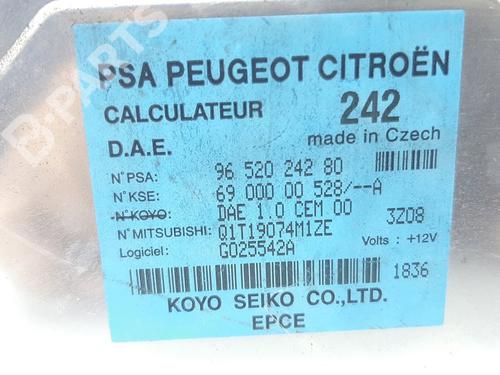 PSA PEUGEOT CITROËN
CALCULATEUR 242
D.A.E. made in Czech
N° PSA: 96 520 242 80
N° KSE: 69 000 00 528/--A
N° KOYO: DAE 1.0 CEM 00 3Z08
N° MITSUBISHI: Q1T19074M1ZE
Logiciel: G025542A Volts : +12V
1836
KOYO SEIKO CO.,LTD.
EPCE
B-PARTS